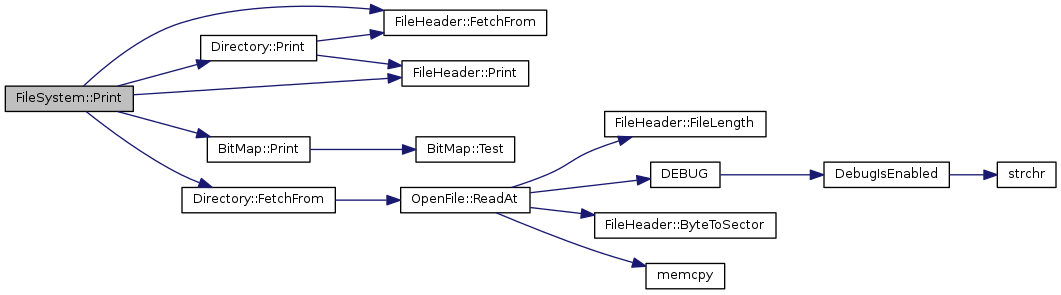 FileHeader::FetchFrom
Directory::Print
FileHeader::Print
FileSystem::Print
FileHeader::FileLength
BitMap::Print
BitMap::Test
DEBUG
DebugIsEnabled
strchr
Directory::FetchFrom
OpenFile::ReadAt
FileHeader::ByteToSector
memcpy